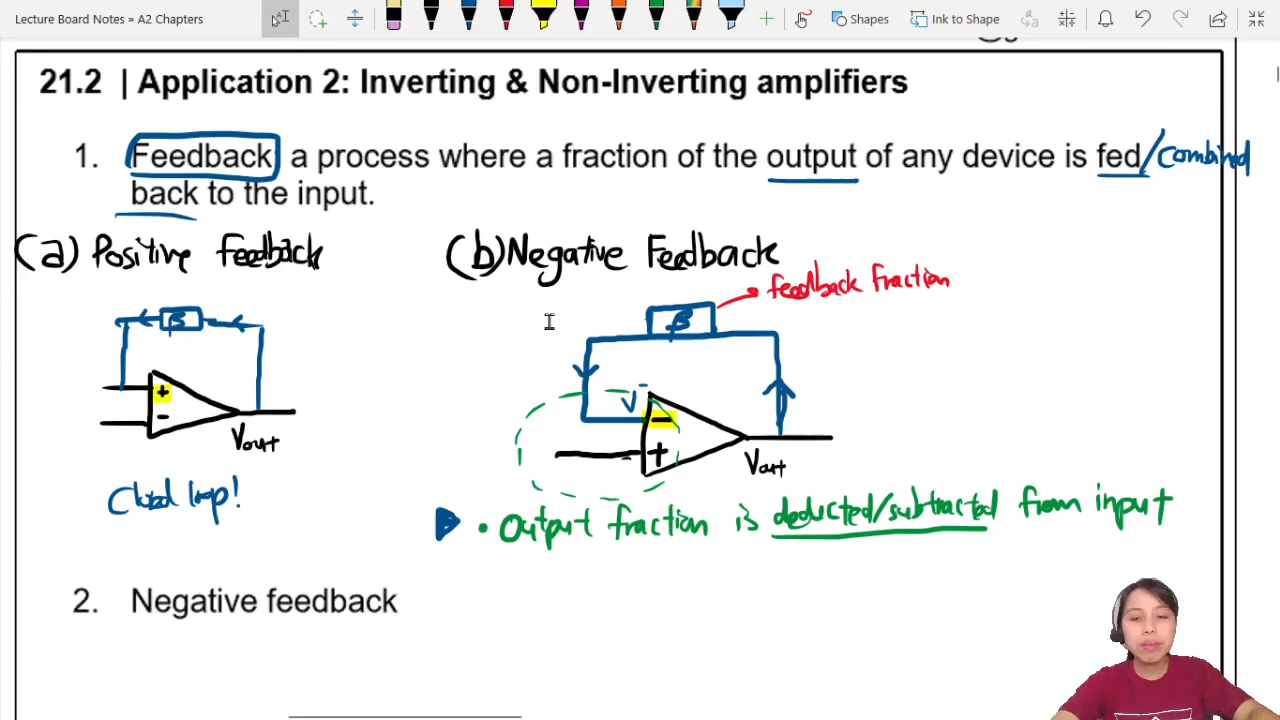 Lecture Board Notes » A2 Chapters
Shapes
Ink to Shape
21.2 | Application 2: Inverting & Non-Inverting amplifiers
1. Feedback a process where a fraction of the output of any device is fed/combined
back to the input.
(a) Positive feedback
(b) Negative Feedback
feedback fraction
β
β
V⁻
+
-
Vout
-
+
Vout
Closed loop!
• Output fraction is deducted/subtracted from input
2. Negative feedback